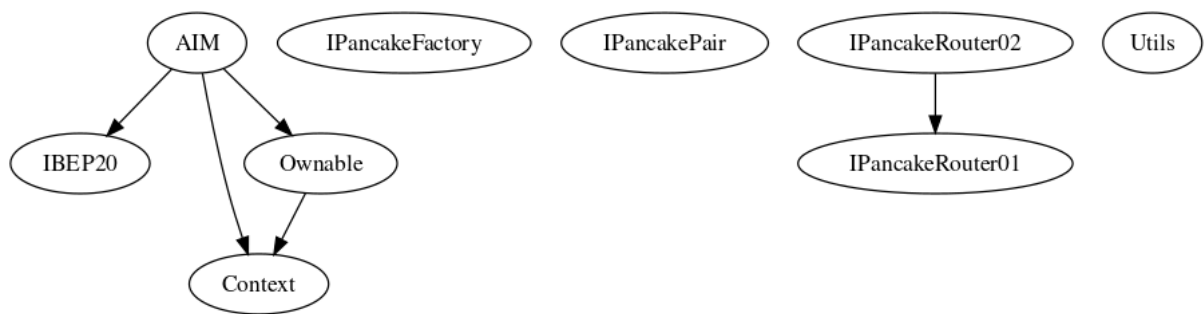 AIM
IPancakeFactory
IPancakePair
IPancakeRouter02
Utils
IBEP20
Ownable
IPancakeRouter01
Context